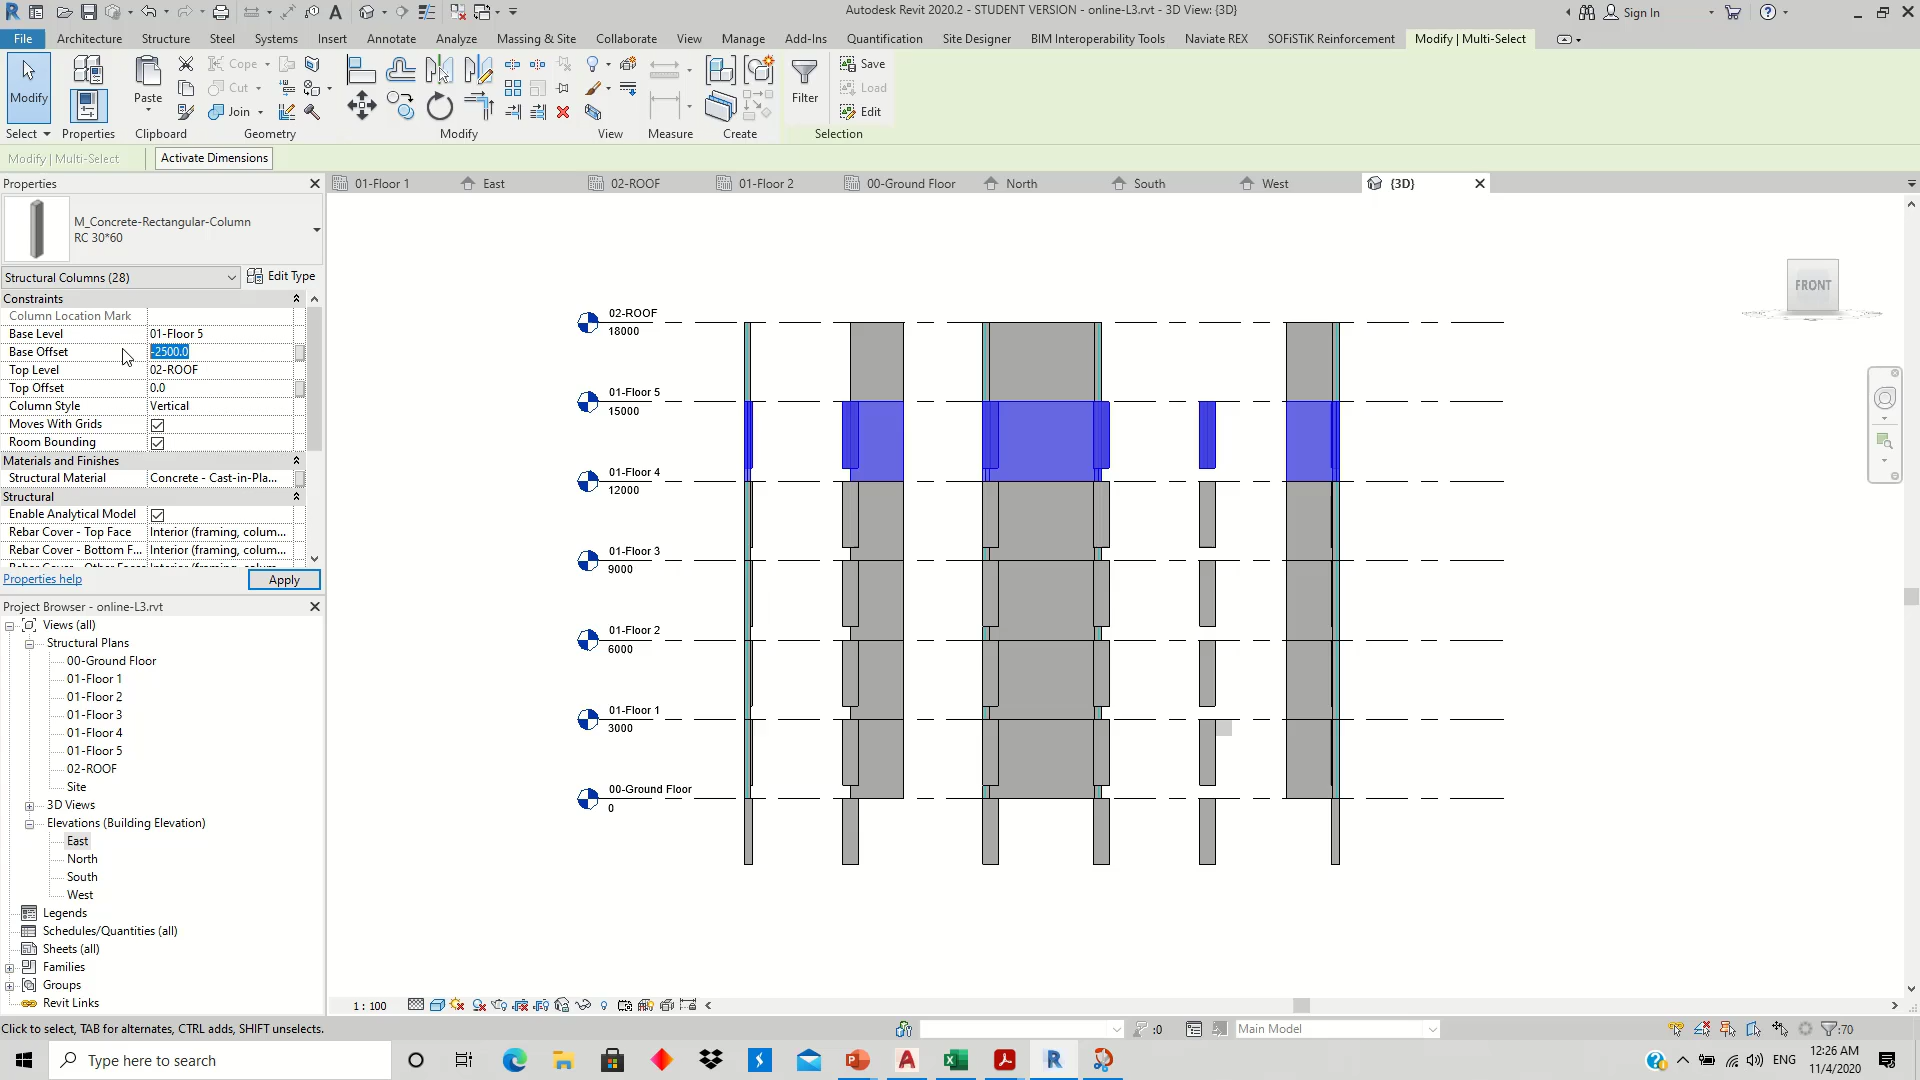 Autodesk Revit 2020.2 - STUDENT VERSION - online-L3.rvt - 3D View: {3D}
Sign In
File
Architecture
Structure
Steel
Systems
Insert
Annotate
Analyze
Massing & Site
Collaborate
View
Manage
Add-Ins
Quantification
Site Designer
BIM Interoperability Tools
Naviate REX
SOFiSTiK Reinforcement
Modify | Multi-Select
Modify
Paste
Cope
Cut
Join
Filter
Save
Load
Edit
Select
Properties
Clipboard
Geometry
Modify
View
Measure
Create
Selection
Modify | Multi-Select
Activate Dimensions
Properties
01-Floor 1
East
02-ROOF
01-Floor 2
00-Ground Floor
North
South
West
{3D}
M_Concrete-Rectangular-Column
RC 30*60
Structural Columns (28)
Edit Type
Constraints
Column Location Mark
Base Level 01-Floor 5
Base Offset -2500.0
Top Level 02-ROOF
Top Offset 0.0
Column Style Vertical
Moves With Grids
Room Bounding
Materials and Finishes
Structural Material Concrete - Cast-in-Pla...
Structural
Enable Analytical Model
Rebar Cover - Top Face Interior (framing, colum...
Rebar Cover - Bottom F... Interior (framing, colum...
Properties help
Apply
Project Browser - online-L3.rvt
Views (all)
Structural Plans
00-Ground Floor
01-Floor 1
01-Floor 2
01-Floor 3
01-Floor 4
01-Floor 5
02-ROOF
Site
3D Views
Elevations (Building Elevation)
East
North
South
West
Legends
Schedules/Quantities (all)
Sheets (all)
Families
Groups
Revit Links
02-ROOF
18000
01-Floor 5
15000
01-Floor 4
12000
01-Floor 3
9000
01-Floor 2
6000
01-Floor 1
3000
00-Ground Floor
0
FRONT
1 : 100
Click to select, TAB for alternates, CTRL adds, SHIFT unselects.
:0
Main Model
:70
Type here to search
ENG
12:26 AM
11/4/2020